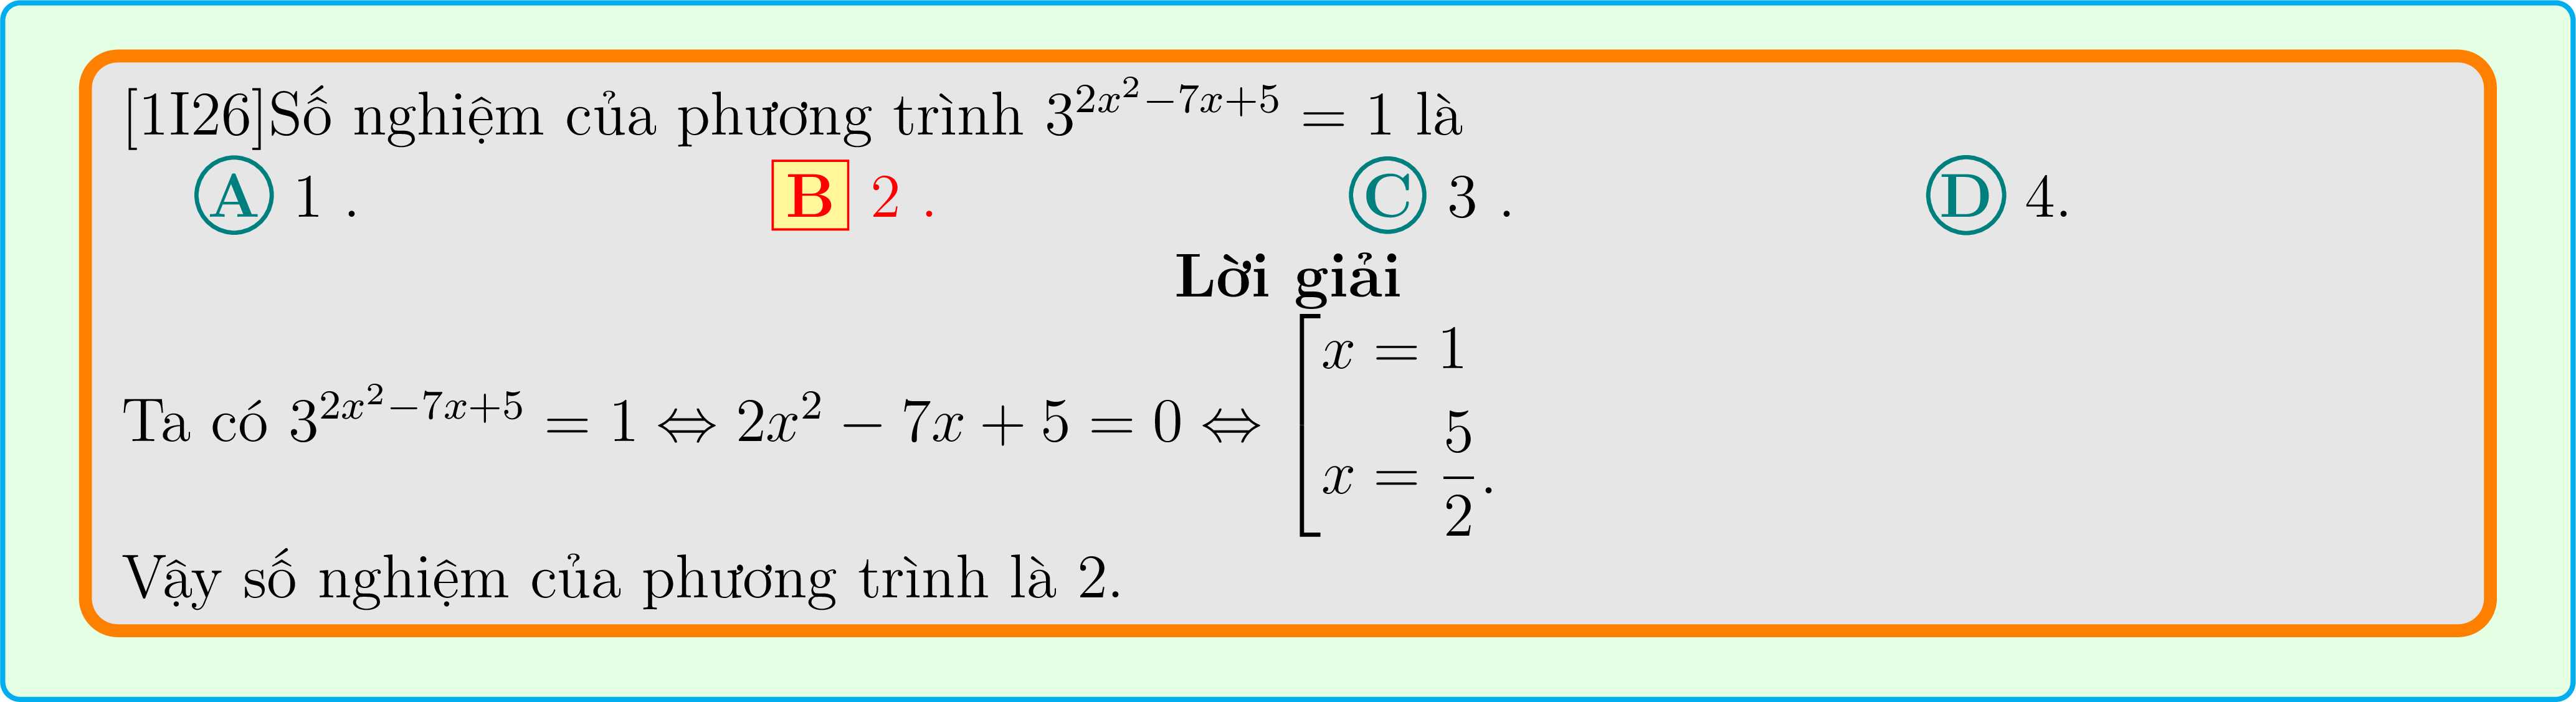 [1I26]Số nghiệm của phương trình $3^{2x^2-7x+5} = 1$ là
A 1 . B 2 . C 3 . D 4.
Lời giải
Ta có $3^{2x^2-7x+5} = 1 \Leftrightarrow 2x^2 - 7x + 5 = 0 \Leftrightarrow \left[\begin{array}{l} x = 1 \\ x = \dfrac{5}{2}. \end{array}\right.$
Vậy số nghiệm của phương trình là 2.